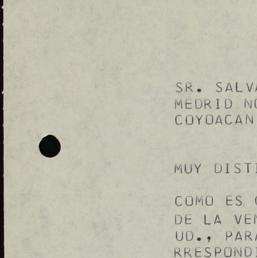 SR. SALVA
MEDRID NO
COYOACAN
MUY DISTI
COMO ES
DE LA VEN
UD., PARA
RRESPONDI